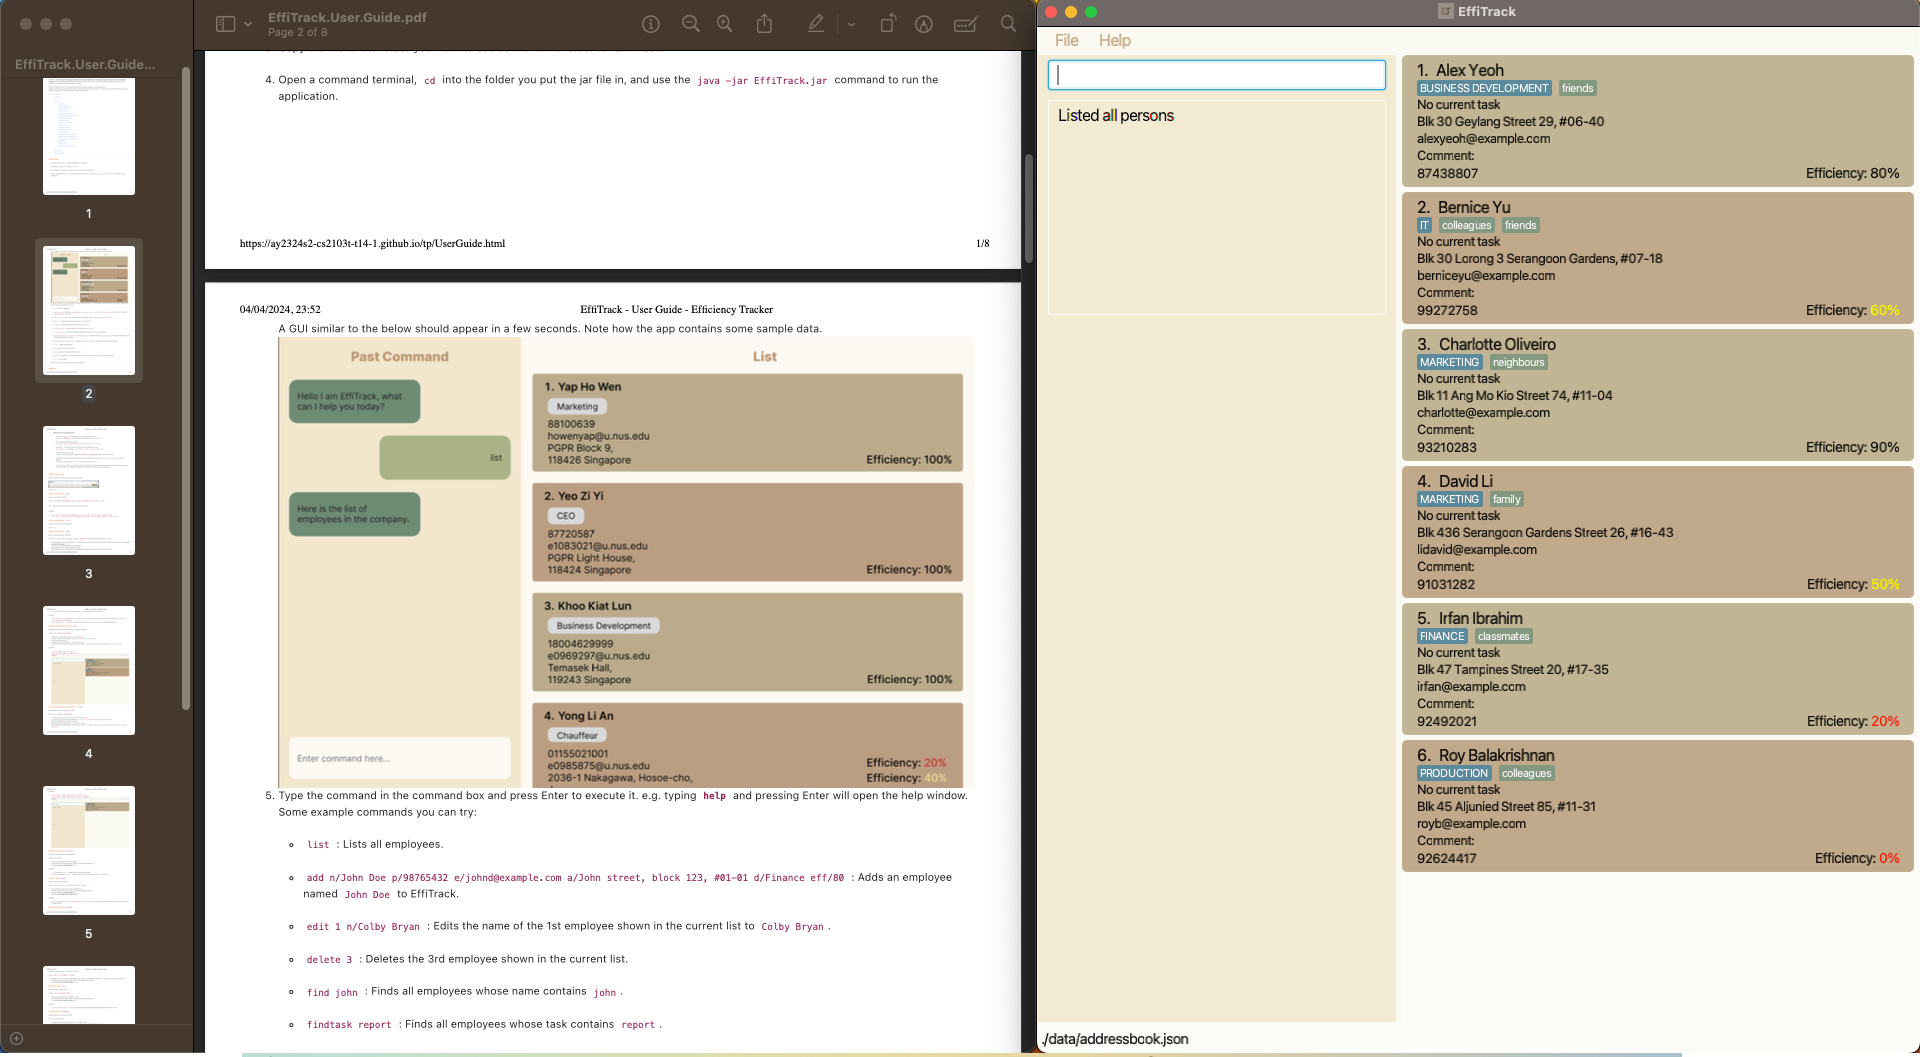 EffiTrack.User.Guide.pdf
Page 2 of 8
EffiTrack.User.Guide...
1
2
3
4
5
4. Open a command terminal, cd into the folder you put the jar file in, and use the java -jar EffiTrack.jar command to run the
application.
https://ay2324s2-cs2103t-t14-1.github.io/tp/UserGuide.html 1/8
04/04/2024, 23:52 EffiTrack - User Guide - Efficiency Tracker
A GUI similar to the below should appear in a few seconds. Note how the app contains some sample data.
Past Command
Hello I am EffiTrack, what
can I help you today?
list
Here is the list of
employees in the company.
Enter command here...
List
1. Yap Ho Wen
Marketing
88100639
howenyap@u.nus.edu
PGPR Block 9,
118426 Singapore
Efficiency: 100%
2. Yeo Zi Yi
CEO
87720587
e1083021@u.nus.edu
PGPR Light House,
118424 Singapore
Efficiency: 100%
3. Khoo Kiat Lun
Business Development
18004629999
e0969297@u.nus.edu
Temasek Hall,
119243 Singapore
Efficiency: 100%
4. Yong Li An
Chauffeur
01155021001
e0985875@u.nus.edu
2036-1 Nakagawa, Hosoe-cho,
Efficiency: 20%
Efficiency: 40%
5. Type the command in the command box and press Enter to execute it. e.g. typing help and pressing Enter will open the help window.
Some example commands you can try:
list : Lists all employees.
add n/John Doe p/98765432 e/johnd@example.com a/John street, block 123, #01-01 d/Finance eff/80 : Adds an employee
named John Doe to EffiTrack.
edit 1 n/Colby Bryan : Edits the name of the 1st employee shown in the current list to Colby Bryan .
delete 3 : Deletes the 3rd employee shown in the current list.
find john : Finds all employees whose name contains john .
findtask report : Finds all employees whose task contains report .
EffiTrack
File Help
Listed all persons
1. Alex Yeoh
BUSINESS DEVELOPMENT friends
No current task
Blk 30 Geylang Street 29, #06-40
alexyeoh@example.com
Comment:
87438807
Efficiency: 80%
2. Bernice Yu
IT colleagues friends
No current task
Blk 30 Lorong 3 Serangoon Gardens, #07-18
berniceyu@example.com
Comment:
99272758
Efficiency: 60%
3. Charlotte Oliveiro
MARKETING neighbours
No current task
Blk 11 Ang Mo Kio Street 74, #11-04
charlotte@example.com
Comment:
93210283
Efficiency: 90%
4. David Li
MARKETING family
No current task
Blk 436 Serangoon Gardens Street 26, #16-43
lidavid@example.com
Comment:
91031282
Efficiency: 50%
5. Irfan Ibrahim
FINANCE classmates
No current task
Blk 47 Tampines Street 20, #17-35
irfan@example.com
Comment:
92492021
Efficiency: 20%
6. Roy Balakrishnan
PRODUCTION colleagues
No current task
Blk 45 Aljunied Street 85, #11-31
royb@example.com
Comment:
92624417
Efficiency: 0%
./data/addressbook.json